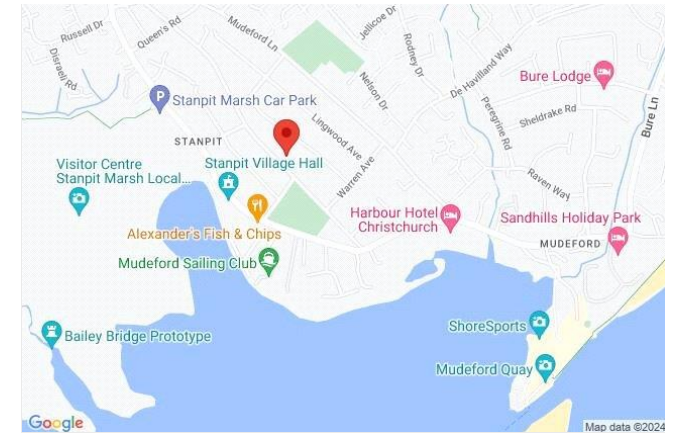 Russell Dr
Queen's Rd
Mudeford Ln
Jellicoe Dr
Rodney Dr
Disraeli Rd
Nelson Dr
De Havilland Way
Bure Lodge
Stanpit Marsh Car Park
Peregrine Rd
Sheldrake Rd
Bure Ln
STANPIT
Lingwood Ave
Visitor Centre
Stanpit Marsh Local...
Stanpit Village Hall
Warren Ave
Raven Way
Harbour Hotel
Christchurch
Sandhills Holiday Park
Alexander's Fish & Chips
MUDEFORD
Mudeford Sailing Club
Bailey Bridge Prototype
ShoreSports
Mudeford Quay
Google
Map data ©2024